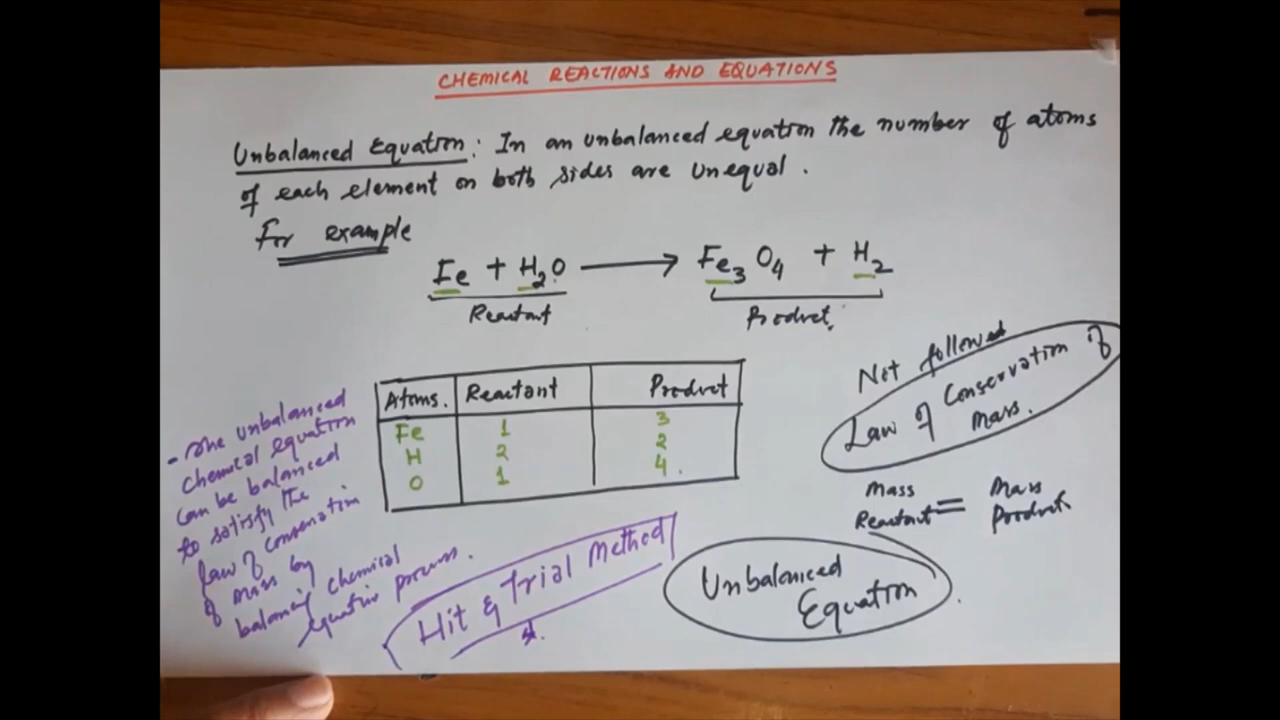 CHEMICAL REACTIONS AND EQUATIONS
Unbalanced Equation: In an unbalanced equation the number of atoms
of each element on both sides are unequal.
For example
Fe + H₂O → Fe₃O₄ + H₂
Reactant Product
Atoms. Reactant Product
Fe 1 3
H 2 2
O 1 4
- The unbalanced
chemical equation
can be balanced
to satisfy the
law of conservation
of mass by
balancing chemical
equation process.
Hit & Trial Method
Not followed
Law of Conservation of
Mass.
Mass Reactant = Mass Product
Unbalanced
Equation.